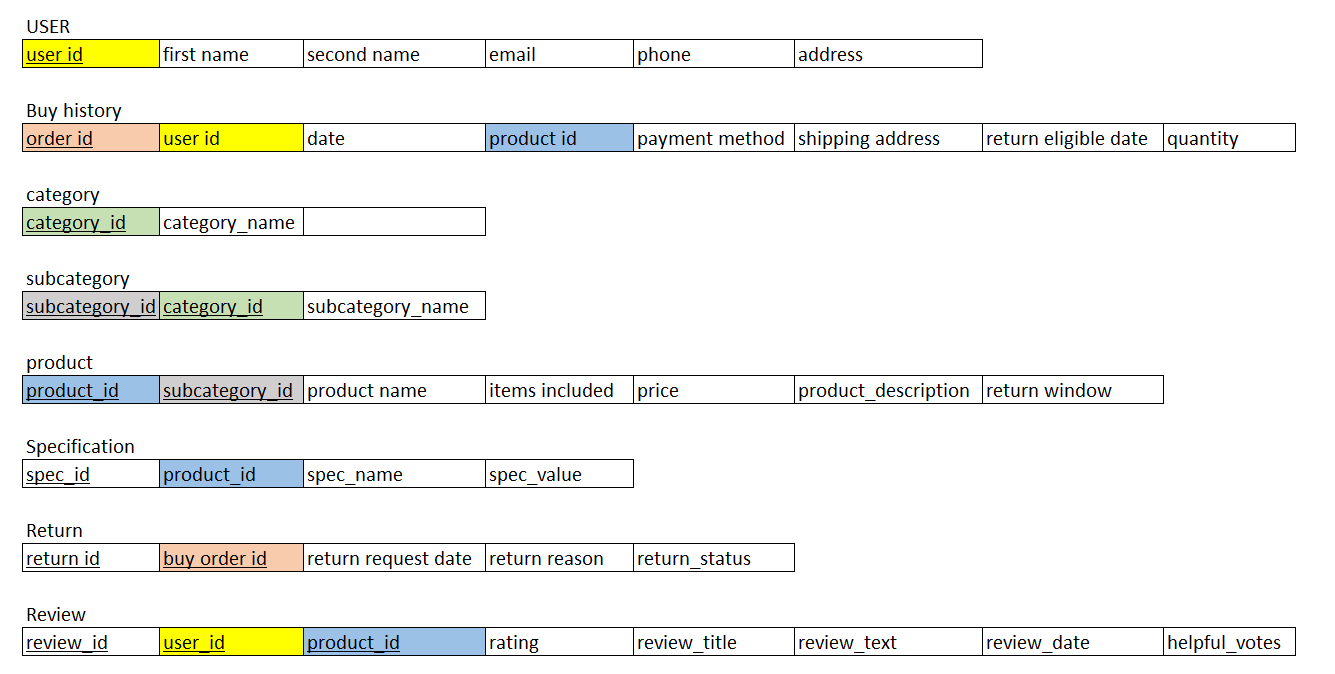 USER
user id first name second name email phone address
Buy history
order id user id date product id payment method shipping address return eligible date quantity
category
category_id category_name
subcategory
subcategory_id category_id subcategory_name
product
product_id subcategory_id product name items included price product_description return window
Specification
spec_id product_id spec_name spec_value
Return
return id buy order id return request date return reason return_status
Review
review_id user_id product_id rating review_title review_text review_date helpful_votes